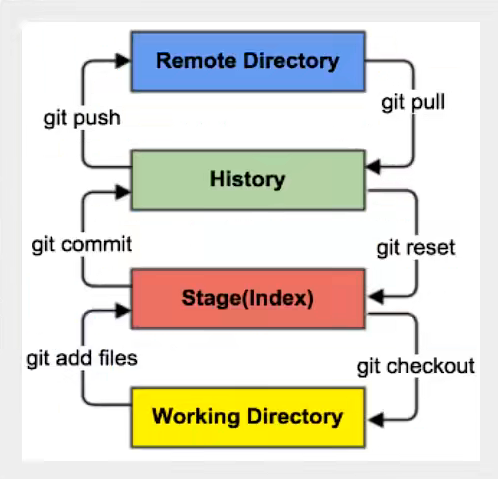 Remote Directory
git pull
git push
History
git commit
git reset
Stage(Index)
git add files
git checkout
Working Directory